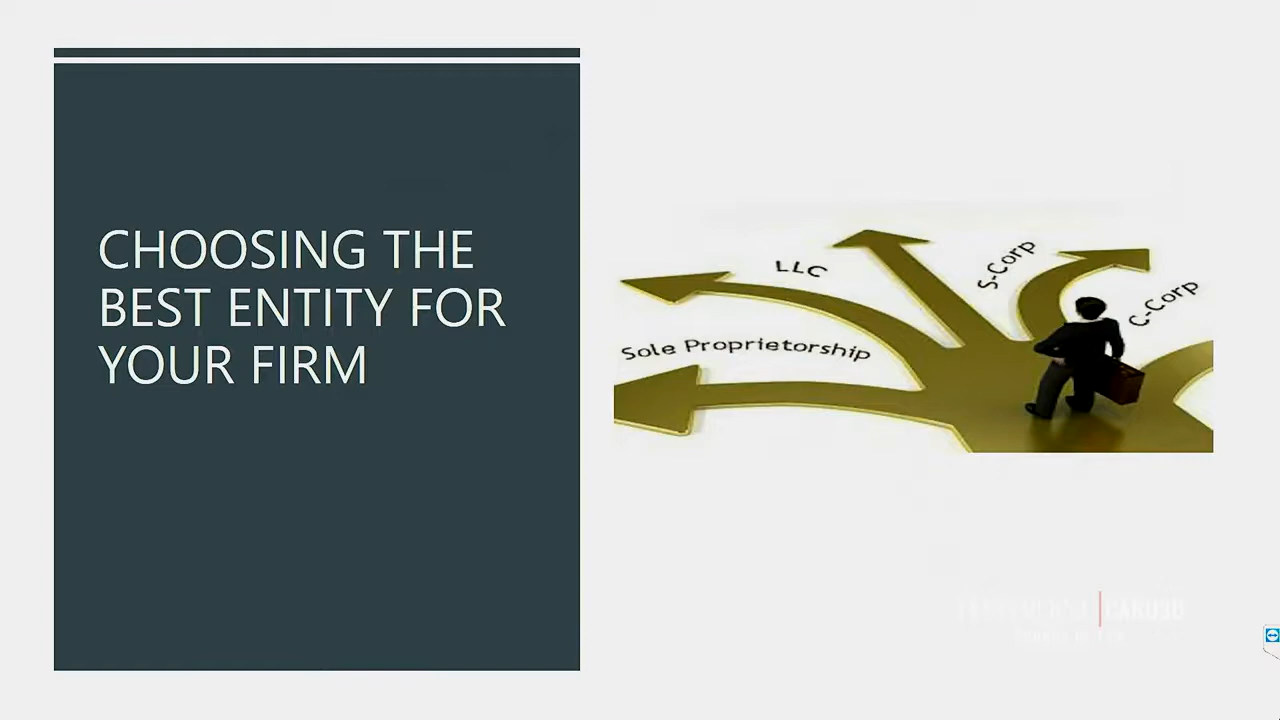 CHOOSING THE
BEST ENTITY FOR
YOUR FIRM
LLC
S-Corp
C-Corp
Sole Proprietorship